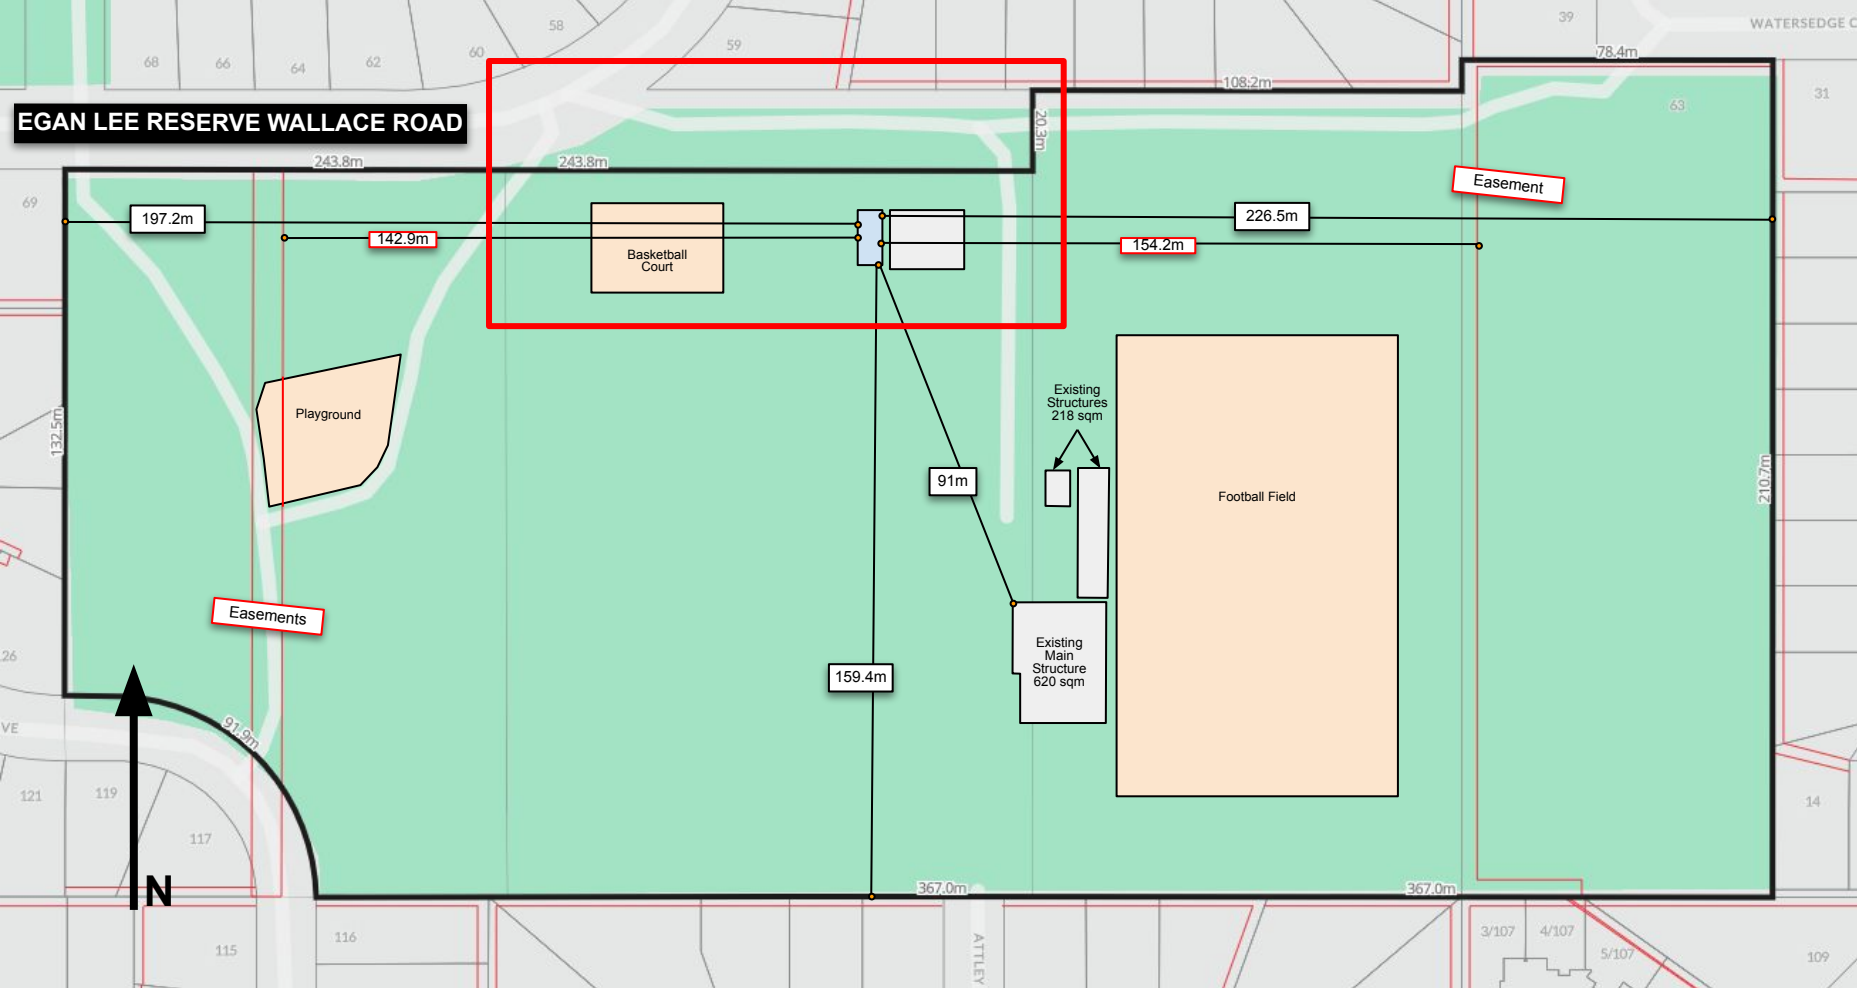 58
39
WATERSEDGE C
59
60
78.4m
68
66
64
62
108.2m
31
63
EGAN LEE RESERVE WALLACE ROAD
20.3m
243.8m
243.8m
Easement
69
197.2m
226.5m
142.9m
154.2m
Basketball
Court
Existing
Structures
218 sqm
Playground
132.5m
91m
210.7m
Football Field
Easements
Existing
Main
Structure
620 sqm
26
159.4m
VE
91.9m
121
119
14
117
N
367.0m
367.0m
115
116
ATTLEY
3/107
4/107
5/107
109